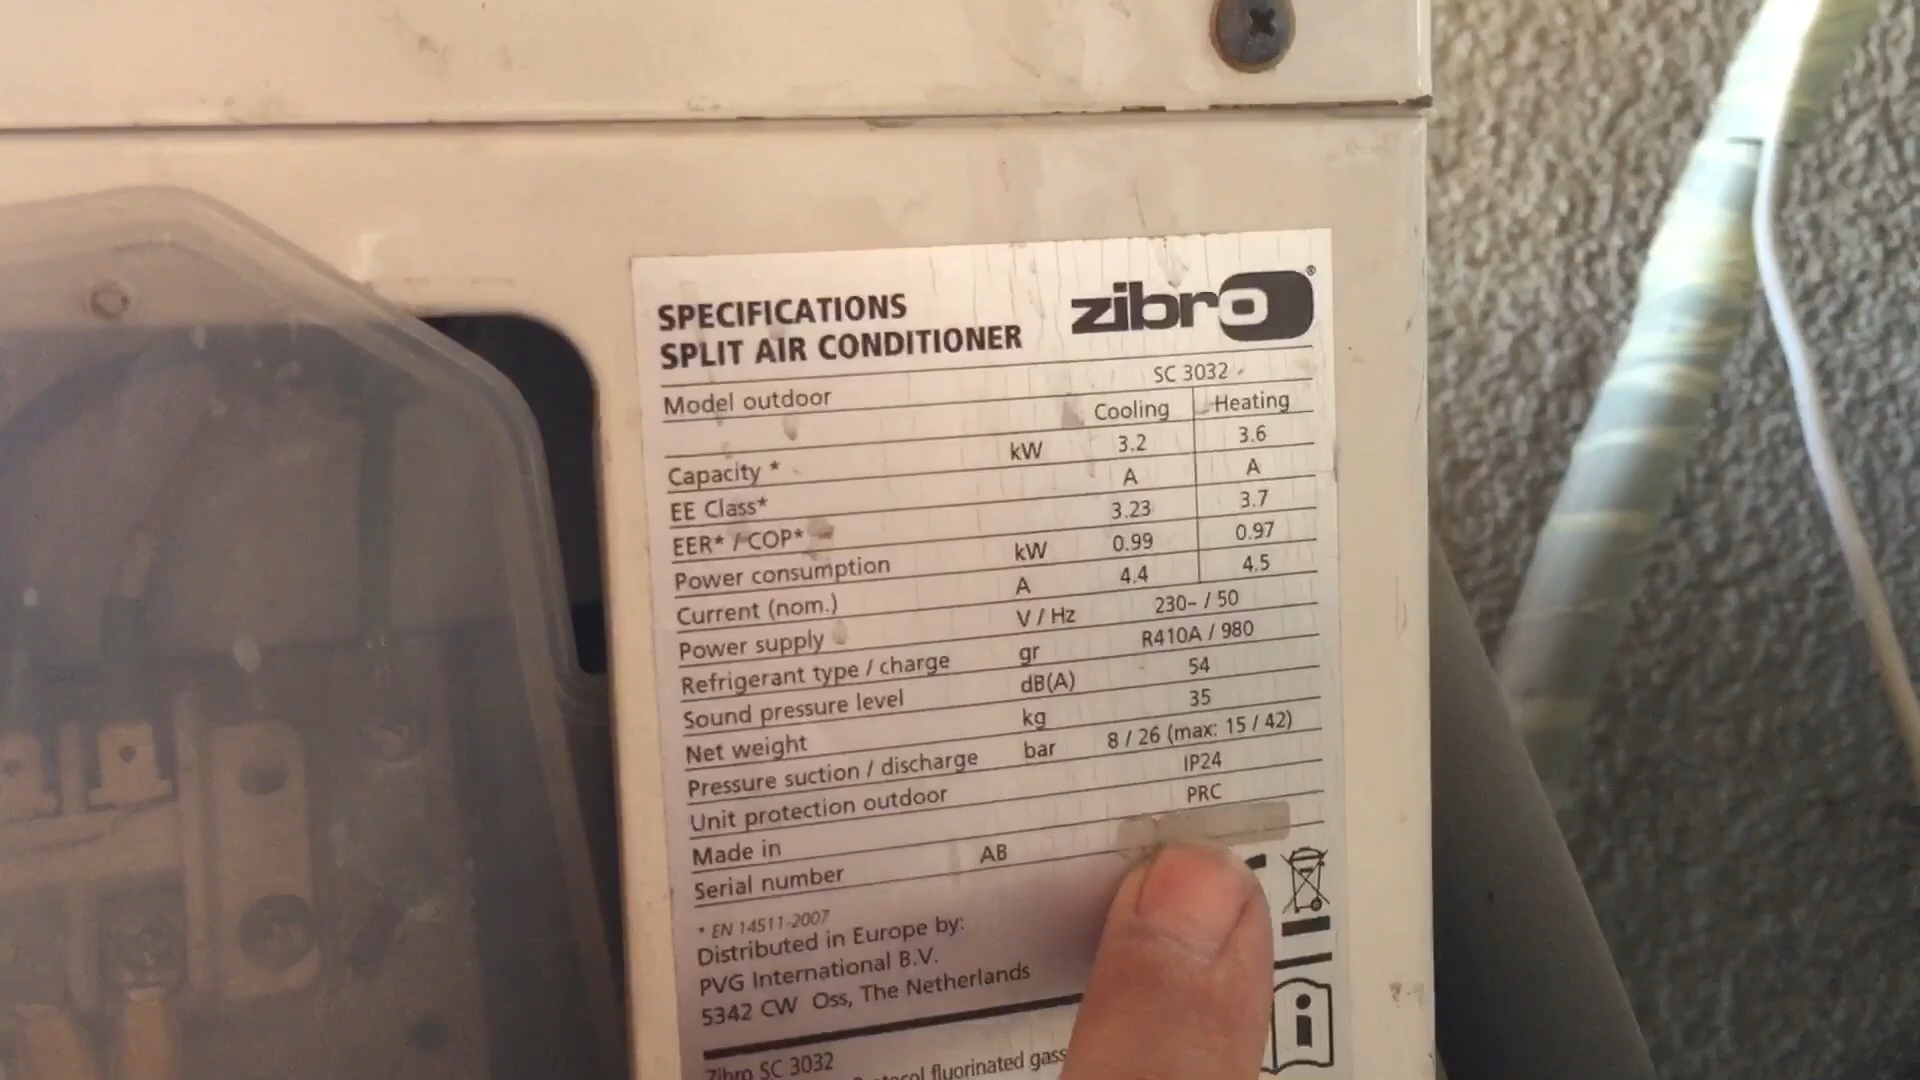 SPECIFICATIONS
SPLIT AIR CONDITIONER
zibro®
Model outdoor SC 3032
Cooling Heating
Capacity * kW 3.2 3.6
EE Class* A A
EER* / COP* 3.23 3.7
Power consumption kW 0.99 0.97
Current (nom.) A 4.4 4.5
Power supply V / Hz 230~ / 50
Refrigerant type / charge gr R410A / 980
Sound pressure level dB(A) 54
Net weight kg 35
Pressure suction / discharge bar 8 / 26 (max: 15 / 42)
Unit protection outdoor IP24
Made in PRC
Serial number AB
* EN 14511-2007
Distributed in Europe by:
PVG International B.V.
5342 CW Oss, The Netherlands
Zibro SC 3032
fluorinated
i